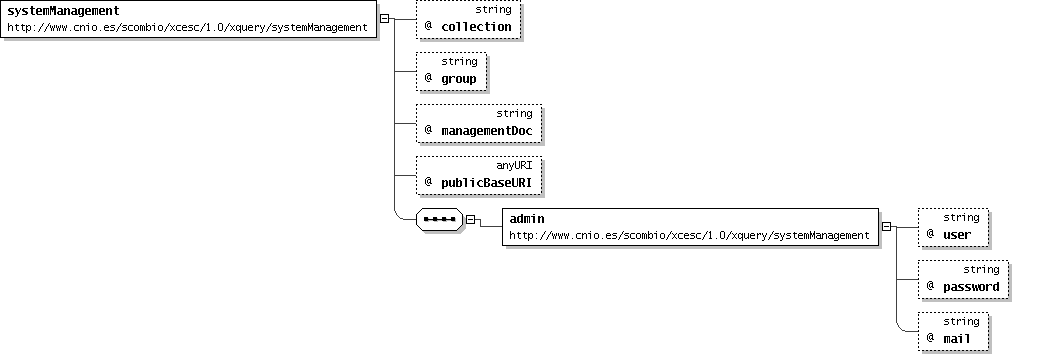 systemManagement
http://www.cnio.es/scombio/xcesc/1.0/xquery/systemManagement
string
@ collection
string
@ group
string
@ managementDoc
anyURI
@ publicBaseURI
admin
http://www.cnio.es/scombio/xcesc/1.0/xquery/systemManagement
string
@ user
string
@ password
string
@ mail